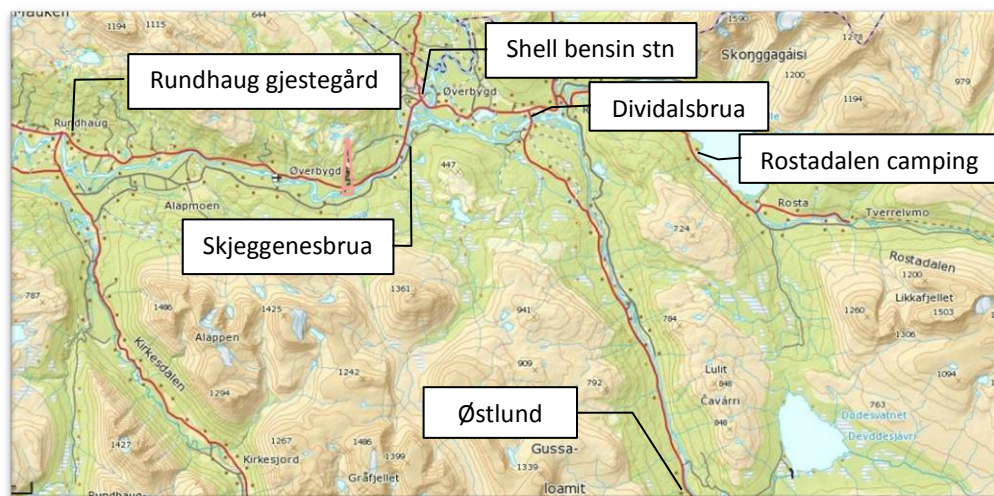 Mauken
1194
1115
644
1590
1278
Skoŋggagáisi
1200
979
1194
Shell bensin stn
Rundhaug gjestegård
Øverbygd
Dividalsbrua
Rundhaug
Rostadalen camping
447
Øverbygd
Alapmoen
Rosta
Tverrelvmo
Skjeggenesbrua
724
Rostadalen
1200
Likkafjellet
787
1361
1486
1425
941
784
1260
1503
1306
Alappen
Kirkesdalen
1242
909
792
Lulit
848
Čavárri
1094
1294
763
Østlund
848
Dødesvatnet
Devddesjávri
1427
1267
1486
1399
Kirkesjord
Gråfjellet
Gussa-
1339
loamit
Rundhaug-